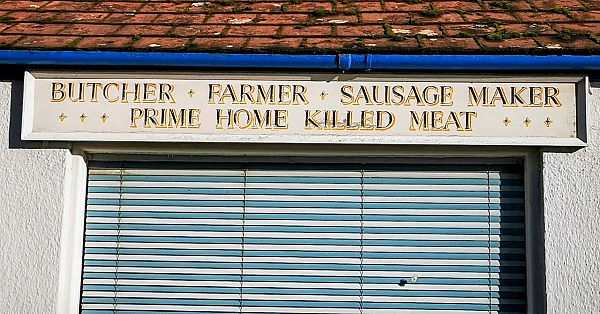 BUTCHER + FARMER + SAUSAGE MAKER
+ + + PRIME HOME KILLED MEAT + + +